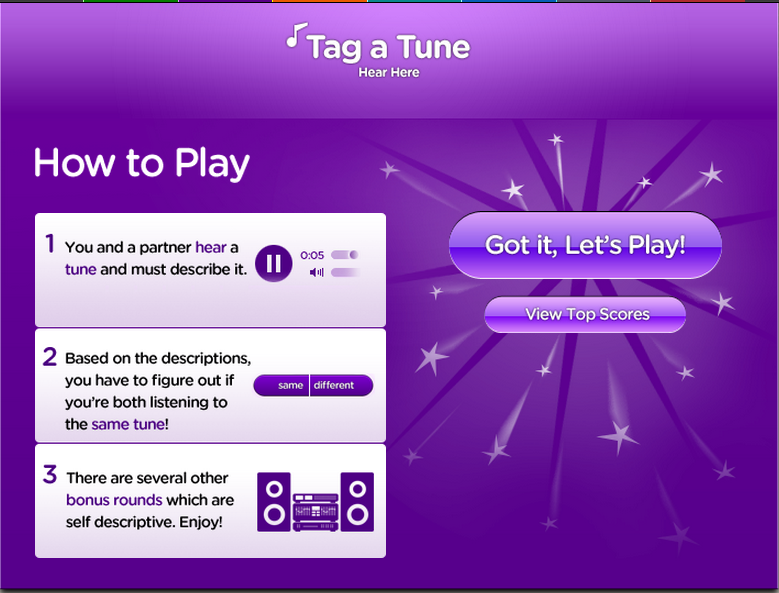 Tag a Tune
Hear Here
How to Play
1
You and a partner hear a
tune and must describe it.
0:05
2
Based on the descriptions,
you have to figure out if
you're both listening to
the same tune!
same different
3
There are several other
bonus rounds which are
self descriptive. Enjoy!
Got it, Let's Play!
View Top Scores